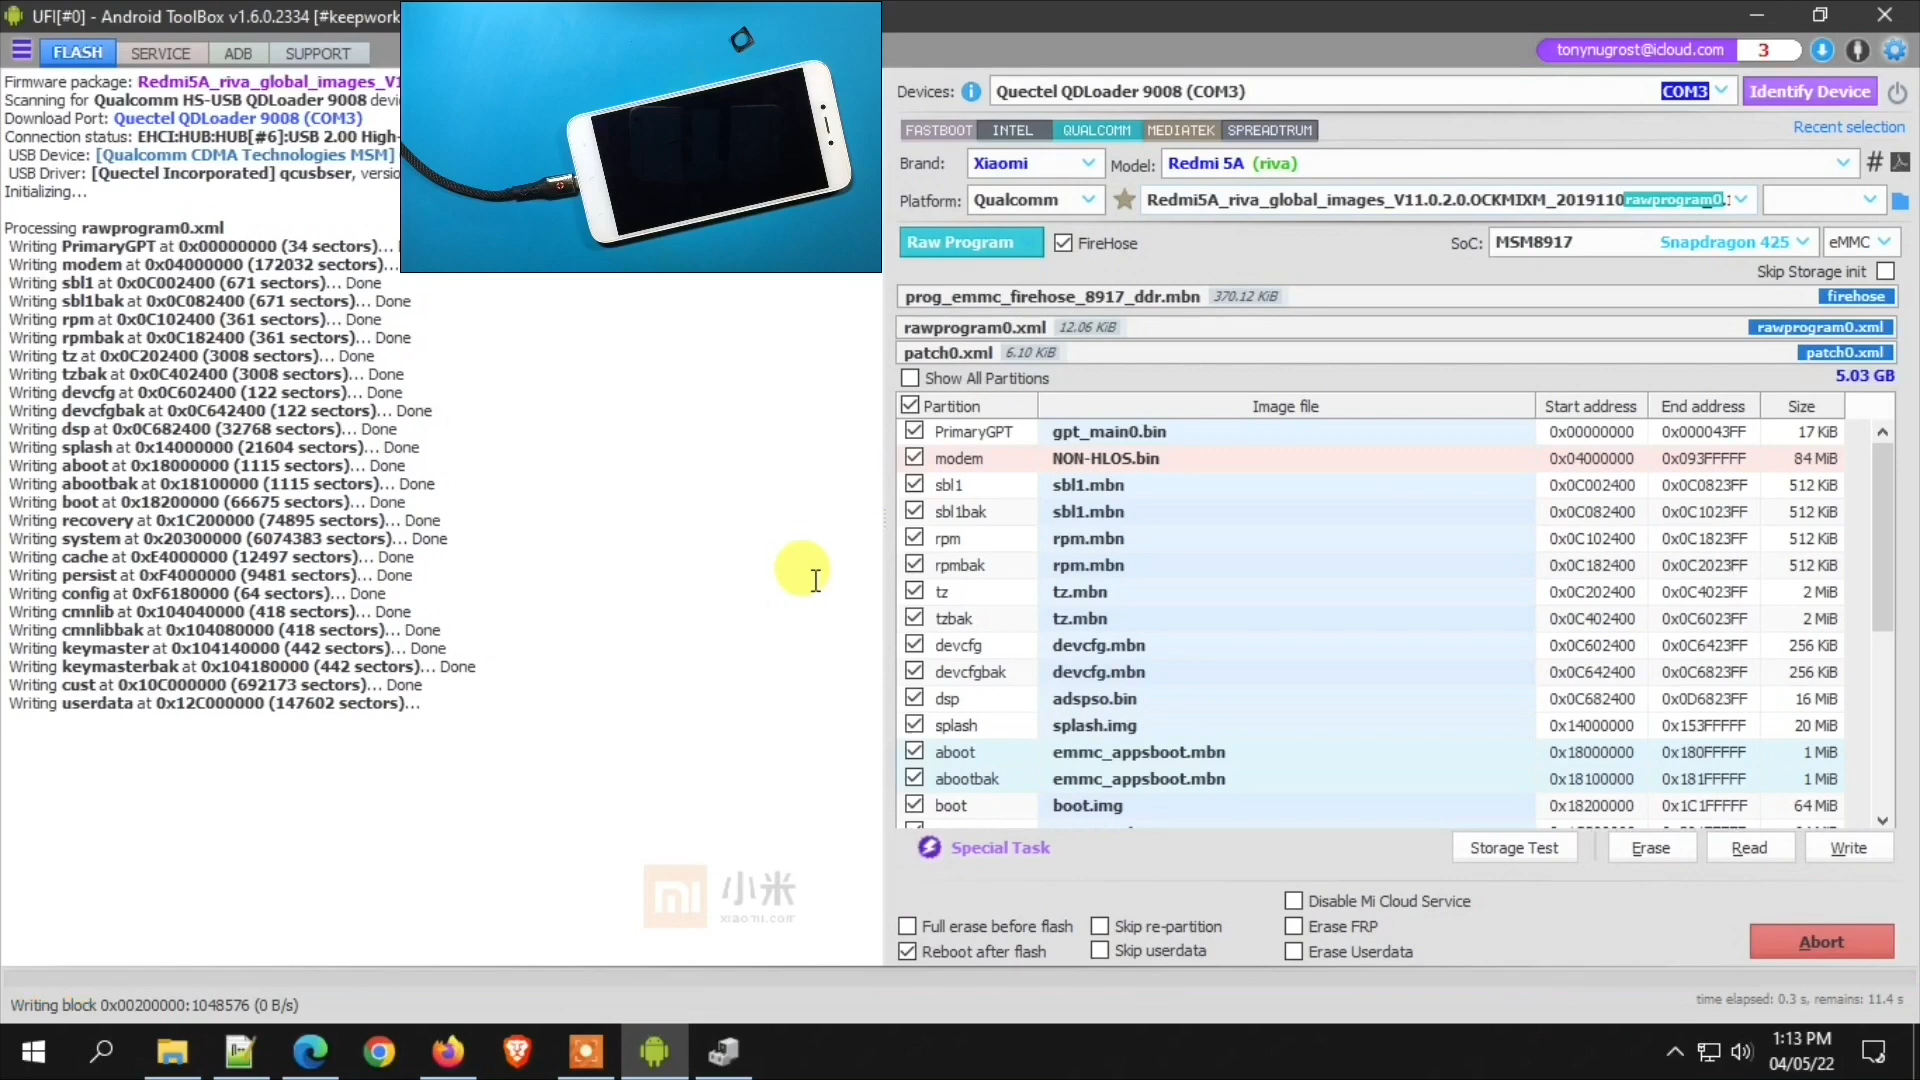 UFI[#0] - Android ToolBox v1.6.0.2334 [#keepwork
FLASH SERVICE ADB SUPPORT
tonynugrost@icloud.com 3
Firmware package: Redmi5A_riva_global_images_V1
Scanning for Qualcomm HS-USB QDLoader 9008 devi
Download Port: Quectel QDLoader 9008 (COM3)
Connection status: EHCI:HUB:HUB[#6]:USB 2.00 High-
USB Device: [Qualcomm CDMA Technologies MSM]
USB Driver: [Quectel Incorporated] qcusbser, versio
Initializing...
Processing rawprogram0.xml
Writing PrimaryGPT at 0x00000000 (34 sectors)...
Writing modem at 0x04000000 (172032 sectors)...
Writing sbl1 at 0x0C002400 (671 sectors)... Done
Writing sbl1bak at 0x0C082400 (671 sectors)... Done
Writing rpm at 0x0C102400 (361 sectors)... Done
Writing rpmbak at 0x0C182400 (361 sectors)... Done
Writing tz at 0x0C202400 (3008 sectors)... Done
Writing tzbak at 0x0C402400 (3008 sectors)... Done
Writing devcfg at 0x0C602400 (122 sectors)... Done
Writing devcfgbak at 0x0C642400 (122 sectors)... Done
Writing dsp at 0x0C682400 (32768 sectors)... Done
Writing splash at 0x14000000 (21604 sectors)... Done
Writing aboot at 0x18000000 (1115 sectors)... Done
Writing abootbak at 0x18100000 (1115 sectors)... Done
Writing boot at 0x18200000 (66675 sectors)... Done
Writing recovery at 0x1C200000 (74895 sectors)... Done
Writing system at 0x20300000 (6074383 sectors)... Done
Writing cache at 0xE4000000 (12497 sectors)... Done
Writing persist at 0xF4000000 (9481 sectors)... Done
Writing config at 0xF6180000 (64 sectors)... Done
Writing cmnlib at 0x104040000 (418 sectors)... Done
Writing cmnlibbak at 0x104080000 (418 sectors)... Done
Writing keymaster at 0x104140000 (442 sectors)... Done
Writing keymasterbak at 0x104180000 (442 sectors)... Done
Writing cust at 0x10C000000 (692173 sectors)... Done
Writing userdata at 0x12C000000 (147602 sectors)...
mi 小米
xiaomi.com
Devices: Quectel QDLoader 9008 (COM3) COM3 Identify Device
FASTBOOT INTEL QUALCOMM MEDIATEK SPREADTRUM Recent selection
Brand: Xiaomi Model: Redmi 5A (riva) #
Platform: Qualcomm Redmi5A_riva_global_images_V11.0.2.0.OCKMIXM_2019110 rawprogram0.
Raw Program FireHose SoC: MSM8917 Snapdragon 425 eMMC
Skip Storage init
prog_emmc_firehose_8917_ddr.mbn 370.12 KiB firehose
rawprogram0.xml 12.06 KiB rawprogram0.xml
patch0.xml 6.10 KiB patch0.xml
Show All Partitions 5.03 GB
Partition Image file Start address End address Size
PrimaryGPT gpt_main0.bin 0x00000000 0x000043FF 17 KiB
modem NON-HLOS.bin 0x04000000 0x093FFFFF 84 MiB
sbl1 sbl1.mbn 0x0C002400 0x0C0823FF 512 KiB
sbl1bak sbl1.mbn 0x0C082400 0x0C1023FF 512 KiB
rpm rpm.mbn 0x0C102400 0x0C1823FF 512 KiB
rpmbak rpm.mbn 0x0C182400 0x0C2023FF 512 KiB
tz tz.mbn 0x0C202400 0x0C4023FF 2 MiB
tzbak tz.mbn 0x0C402400 0x0C6023FF 2 MiB
devcfg devcfg.mbn 0x0C602400 0x0C6423FF 256 KiB
devcfgbak devcfg.mbn 0x0C642400 0x0C6823FF 256 KiB
dsp adspso.bin 0x0C682400 0x0D6823FF 16 MiB
splash splash.img 0x14000000 0x153FFFFF 20 MiB
aboot emmc_appsboot.mbn 0x18000000 0x180FFFFF 1 MiB
abootbak emmc_appsboot.mbn 0x18100000 0x181FFFFF 1 MiB
boot boot.img 0x18200000 0x1C1FFFFF 64 MiB
Special Task Storage Test Erase Read Write
Disable Mi Cloud Service
Full erase before flash Skip re-partition Erase FRP
Reboot after flash Skip userdata Erase Userdata
Abort
Writing block 0x00200000:1048576 (0 B/s)
time elapsed: 0.3 s, remains: 11.4 s
1:13 PM
04/05/22